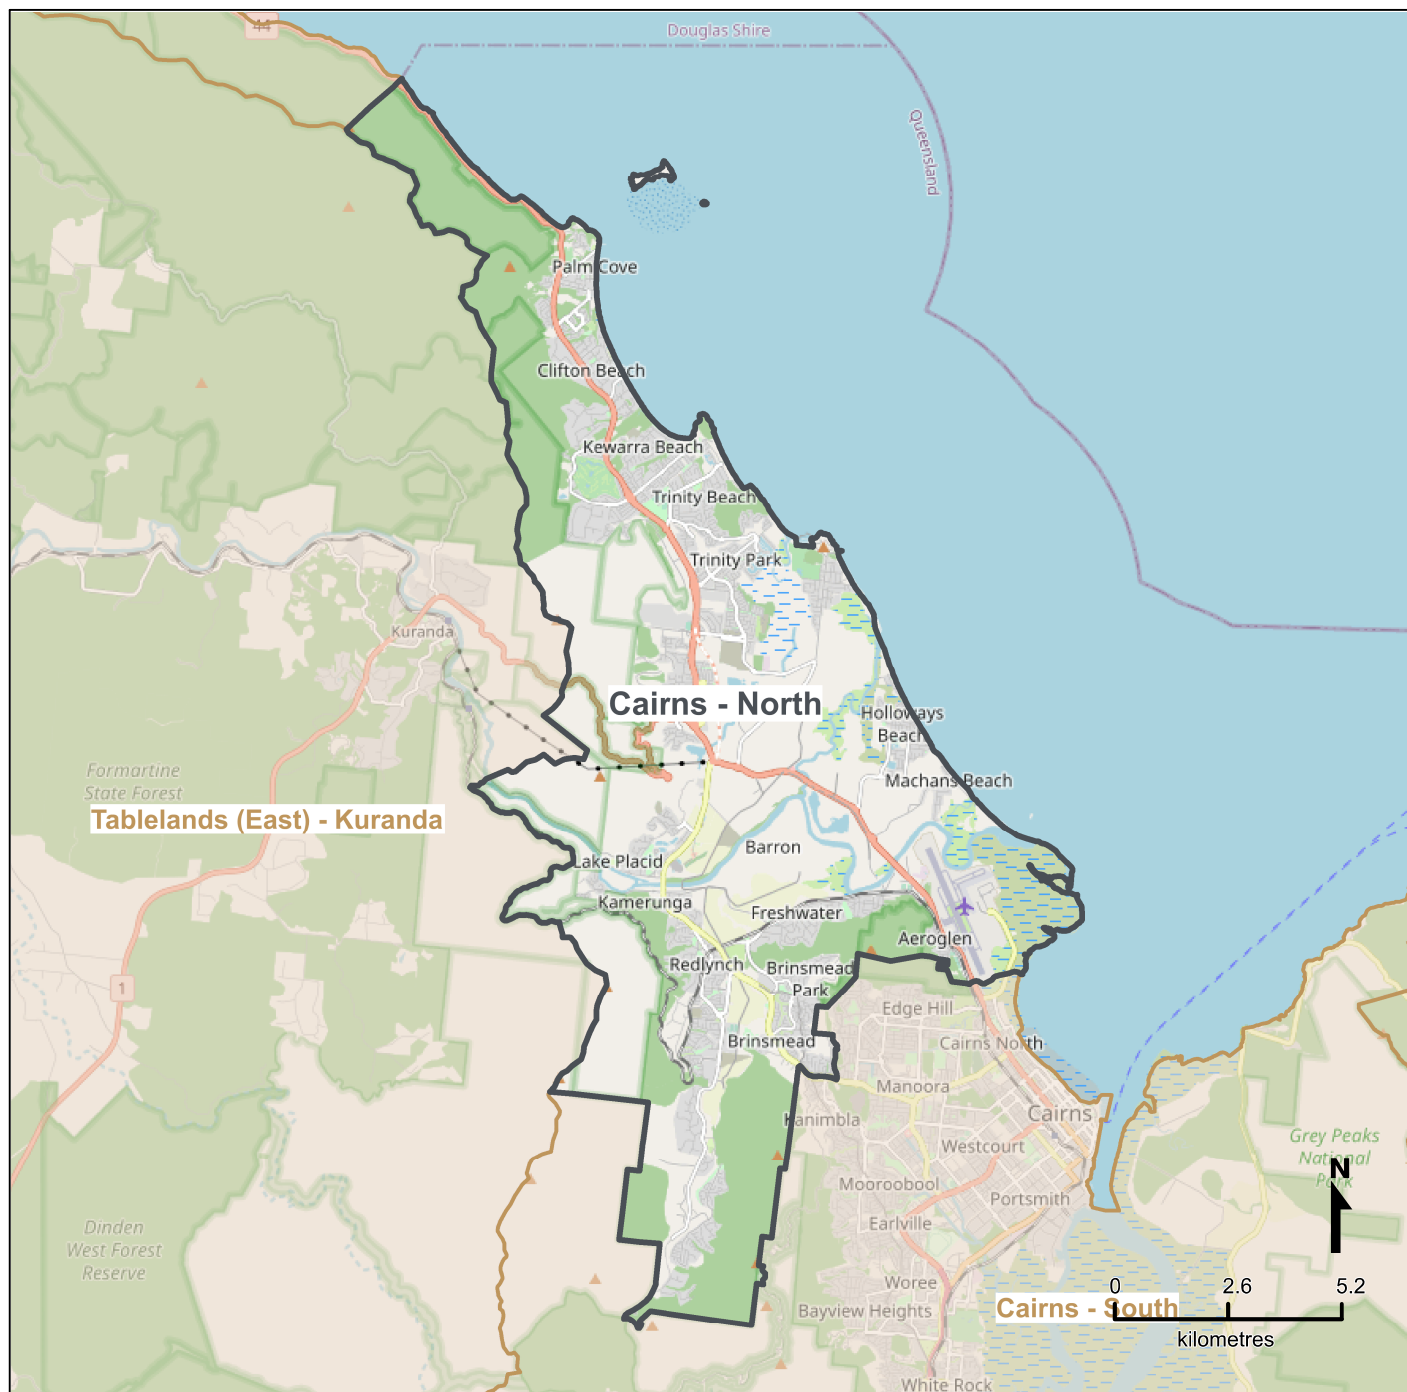 44
Douglas Shire
Queensland
Palm Cove
Clifton Beach
Kewarra Beach
Trinity Beach
Trinity Park
Kuranda
Cairns - North
Holloways
Beach
Machans Beach
Formartine
State Forest
Tablelands (East) - Kuranda
Barron
Lake Placid
Kamerunga
Freshwater
Aeroglen
Redlynch
Brinsmead
Park
1
Edge Hill
Brinsmead
Cairns North
Manoora
Kanimbla
Cairns
Westcourt
Grey Peaks
National
Park
N
Mooroobool
Portsmith
Earlville
Dinden
West Forest
Reserve
Woree
0 2.6 5.2
Bayview Heights
Cairns - South
kilometres
White Rock